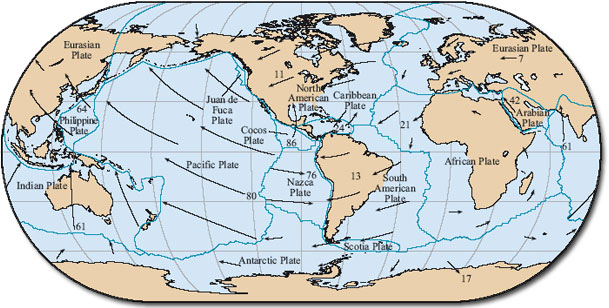 Eurasian
Plate
Eurasian Plate
7
11
North
American
Plate
Caribbean
Plate
Juan de
Fuca
Plate
64
Philippine
Plate
42
Arabian
Plate
Cocos
Plate
86
24
21
61
African Plate
Pacific Plate
76
13
South
American
Plate
Nazca
Plate
80
Indian Plate
61
Scotia Plate
Antarctic Plate
17